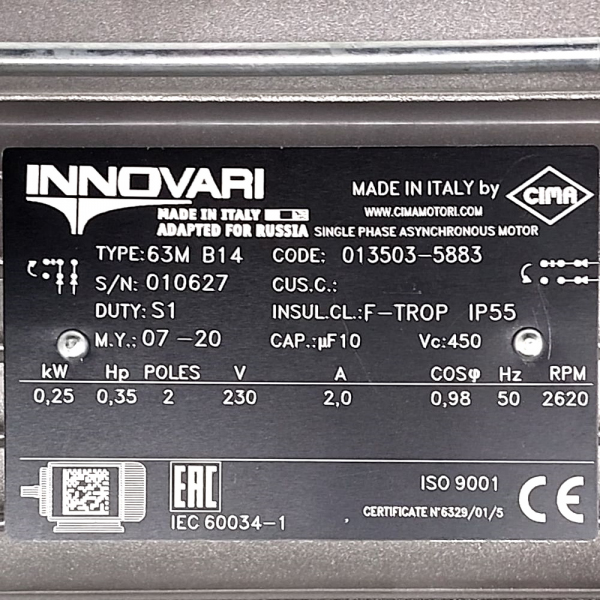 INNOVARI
MADE IN ITALY by CIMA
MADE IN ITALY
WWW.CIMAMOTORI.COM
ADAPTED FOR RUSSIA SINGLE PHASE ASYNCHRONOUS MOTOR
TYPE: 63M B14 CODE: 013503-5883
S/N: 010627 CUS.C.:
DUTY: S1 INSUL.CL.: F-TROP IP55
M.Y.: 07-20 CAP.: µF 10 Vc: 450
kW Hp POLES V A COSφ Hz RPM
0,25 0,35 2 230 2,0 0,98 50 2620
EAC
ISO 9001
CE
IEC 60034-1
CERTIFICATE N°6329/01/5